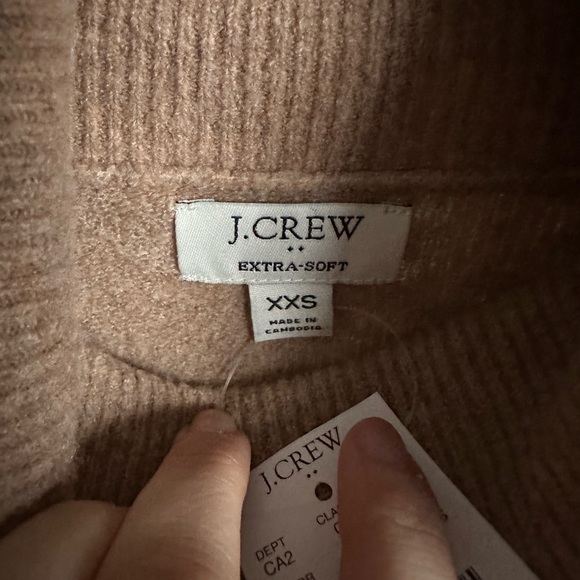 J.CREW
EXTRA-SOFT
XXS
MADE IN
CAMBODIA
J.CREW
DEPT
CA2